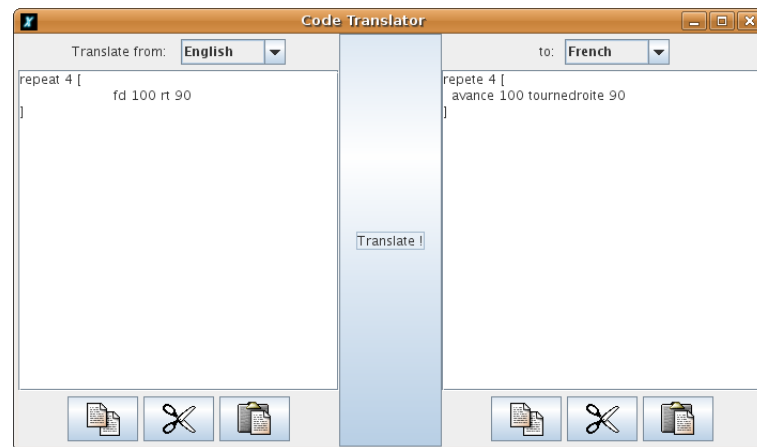 Code Translator
Translate from: English
to: French
repeat 4 [
fd 100 rt 90
]
Translate !
repete 4 [
avance 100 tournedroite 90
]